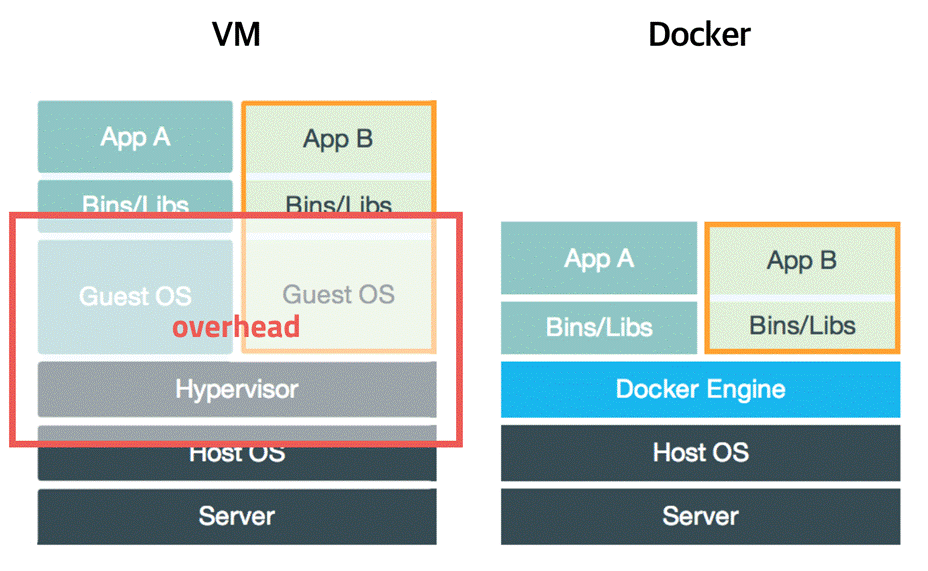 VM
Docker
App A
App B
Bins/Libs
Bins/Libs
Guest OS
Guest OS
overhead
Hypervisor
Host OS
Server
App A
App B
Bins/Libs
Bins/Libs
Docker Engine
Host OS
Server